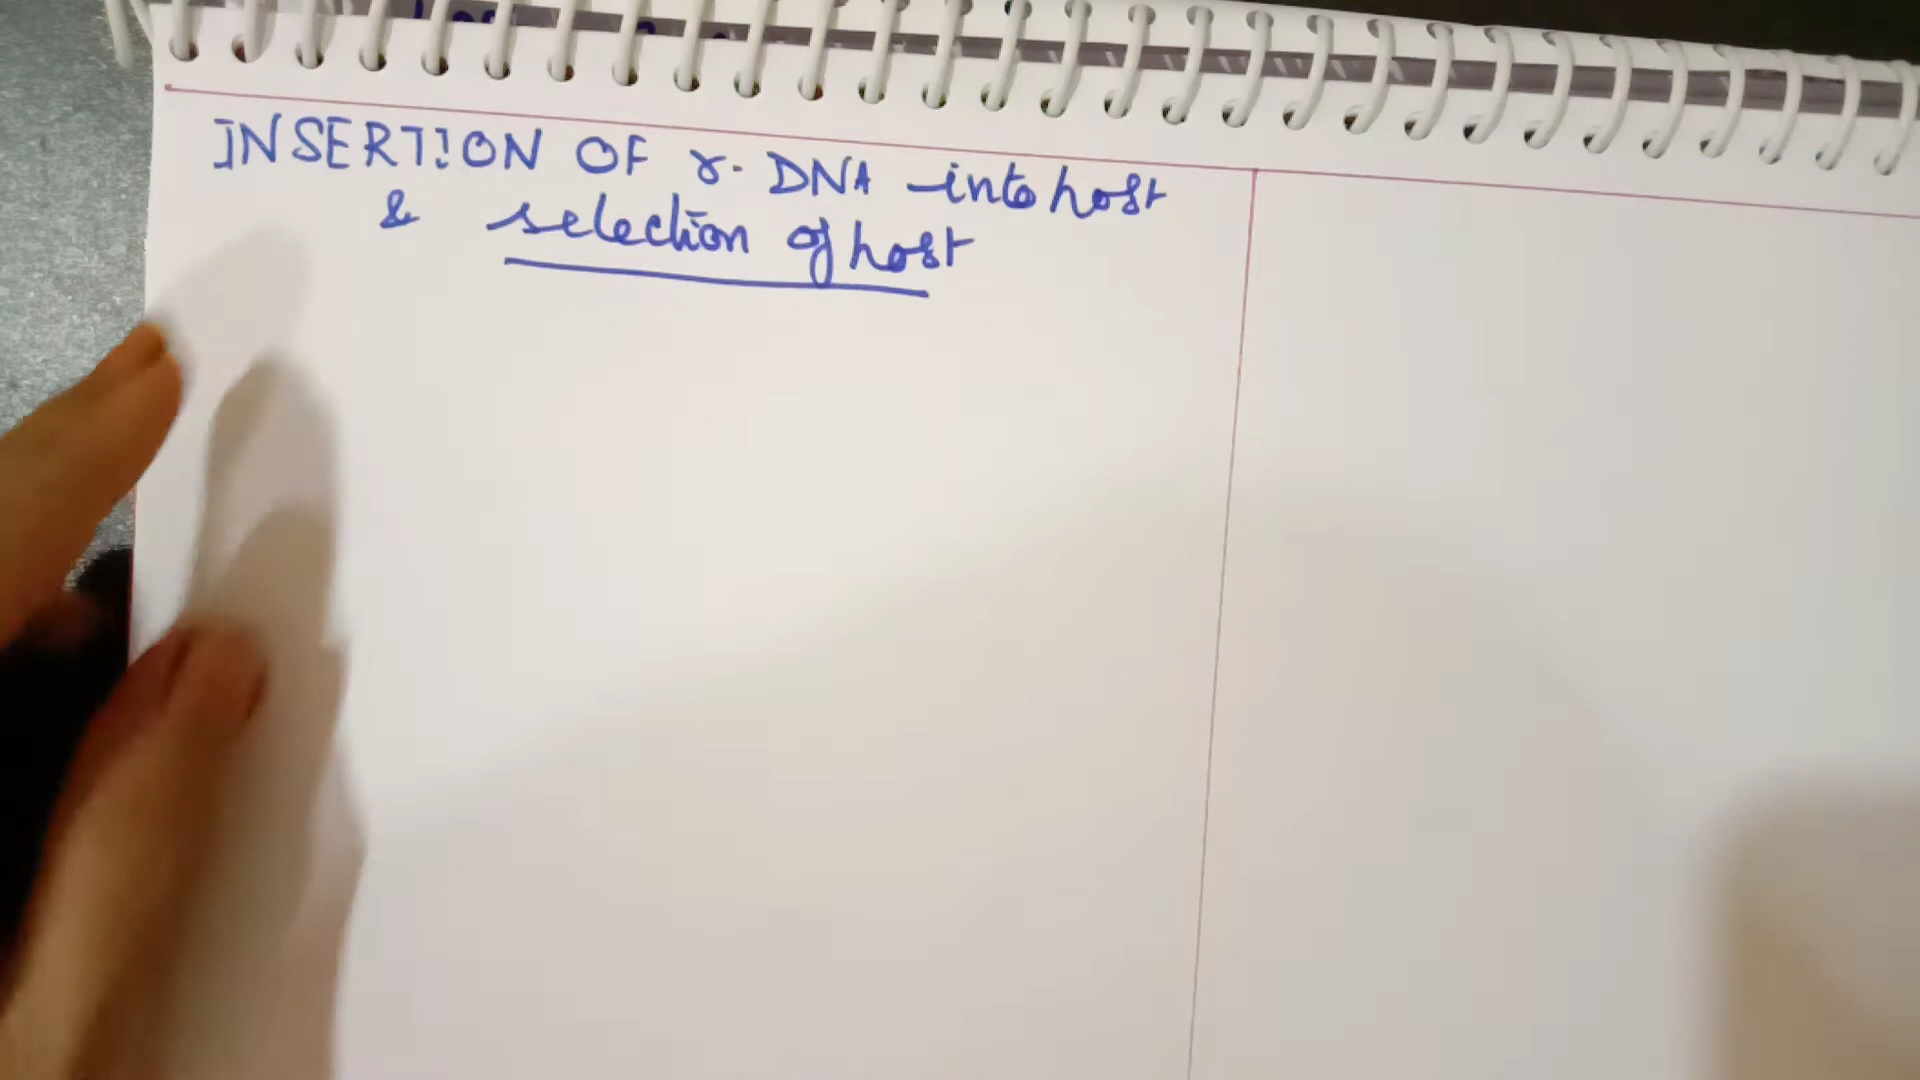 INSERTION OF r. DNA into host
& selection of host